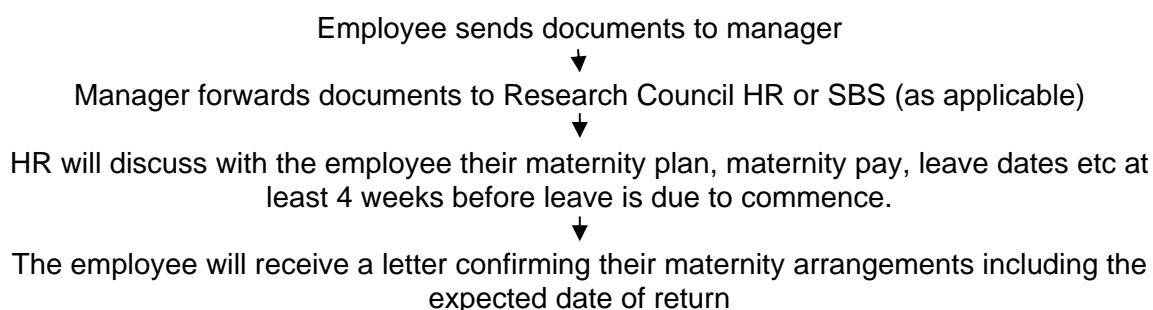 Employee sends documents to manager
Manager forwards documents to Research Council HR or SBS (as applicable)
HR will discuss with the employee their maternity plan, maternity pay, leave dates etc at
least 4 weeks before leave is due to commence.
The employee will receive a letter confirming their maternity arrangements including the
expected date of return